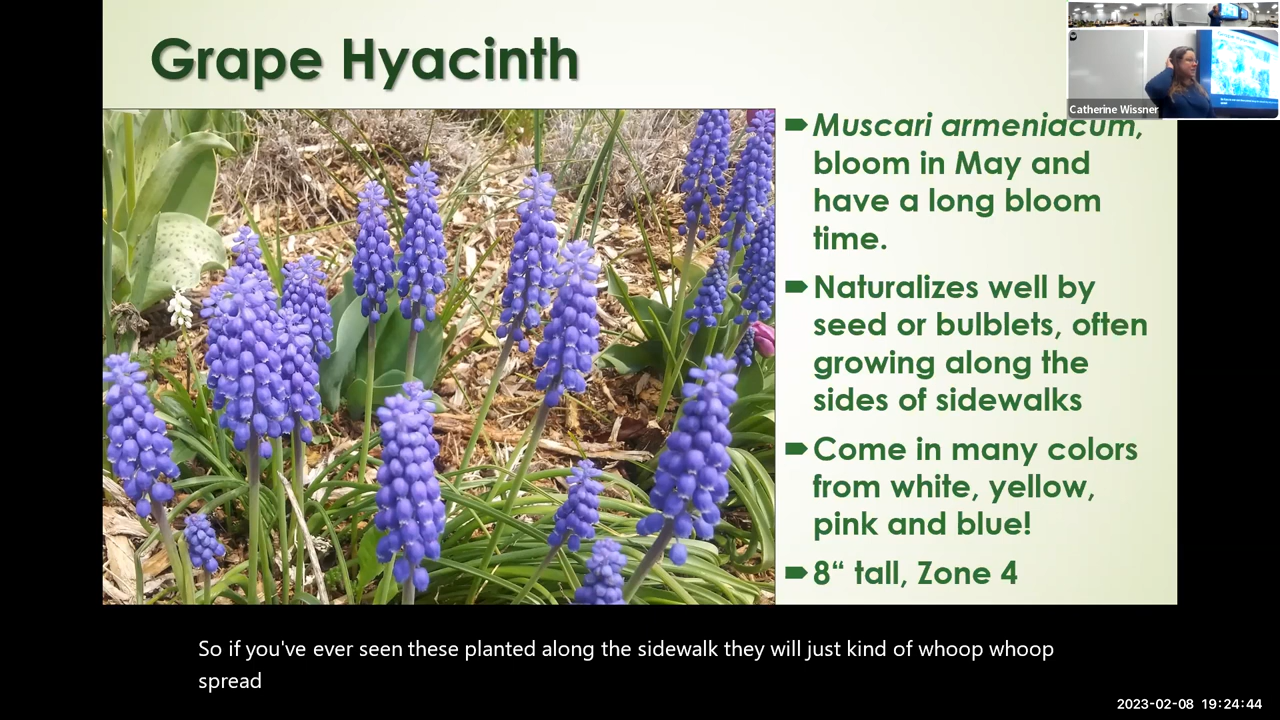 Grape Hyacinth
Catherine Wissner
Muscari armeniacum,
bloom in May and
have a long bloom
time.
Naturalizes well by
seed or bulblets, often
growing along the
sides of sidewalks
Come in many colors
from white, yellow,
pink and blue!
8“ tall, Zone 4
So if you've ever seen these planted along the sidewalk they will just kind of whoop whoop
spread
2023-02-08 19:24:44